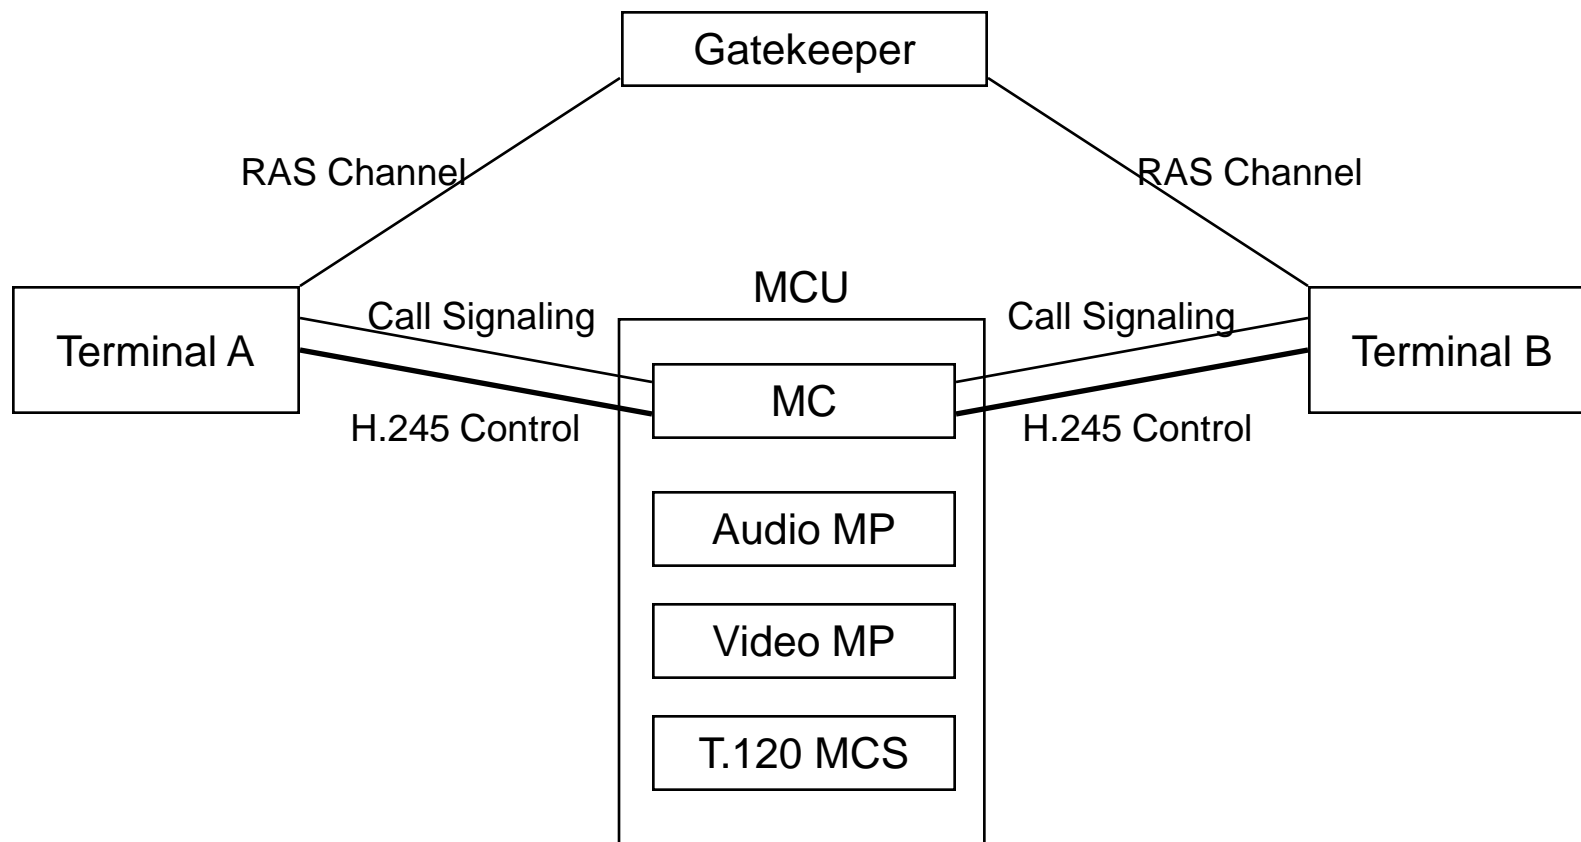 Gatekeeper
RAS Channel
RAS Channel
MCU
Call Signaling
Call Signaling
Terminal A
Terminal B
MC
H.245 Control
H.245 Control
Audio MP
Video MP
T.120 MCS